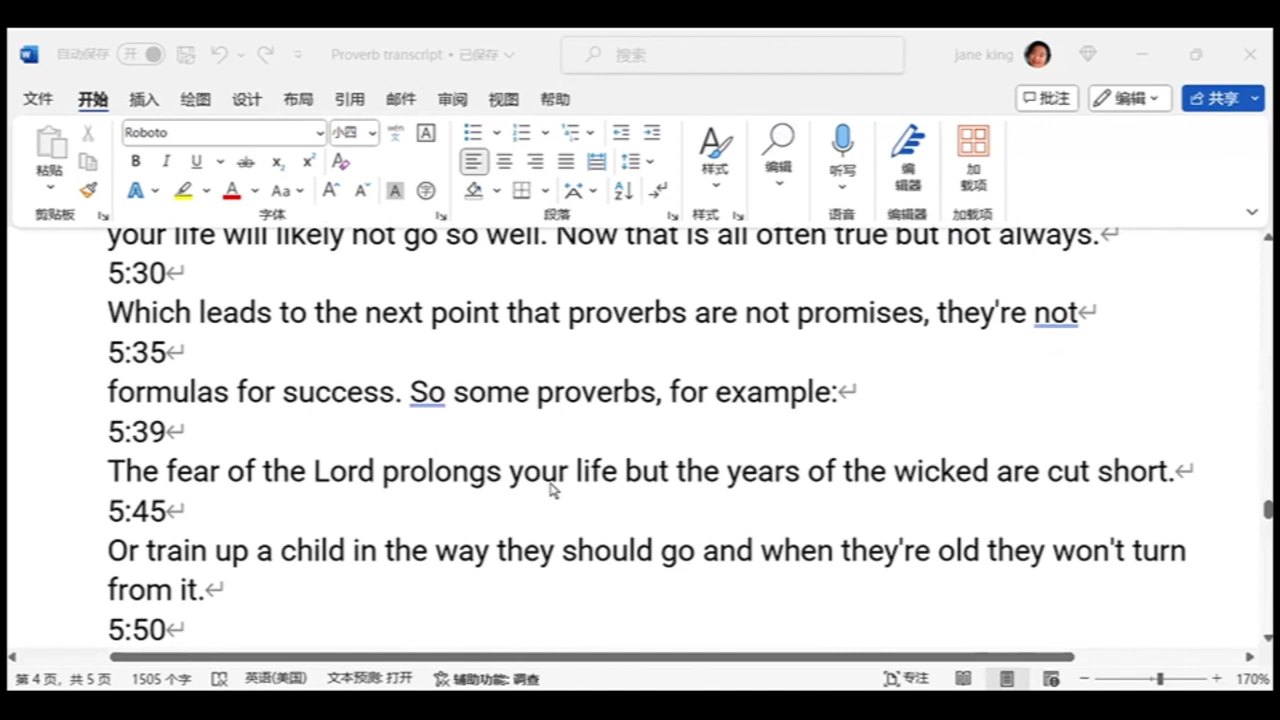 自动保存 开 Proverb transcript • 已保存 搜索 jane king
文件 开始 插入 绘图 设计 布局 引用 邮件 审阅 视图 帮助 批注 编辑 共享
Roboto 小四 wén 文 A
粘贴 B I U ab x₂ x² A 样式 编辑 听写 编辑器 加载项
A A Aa A A A 字
剪贴板 字体 段落 样式 语音 编辑器 加载项
your life will likely not go so well. Now that is all often true but not always.↵
5:30↵
Which leads to the next point that proverbs are not promises, they're not↵
5:35↵
formulas for success. So some proverbs, for example:↵
5:39↵
The fear of the Lord prolongs your life but the years of the wicked are cut short.↵
5:45↵
Or train up a child in the way they should go and when they're old they won't turn
from it.↵
5:50↵
第 4 页, 共 5 页 1505 个字 英语(美国) 文本预测: 打开 辅助功能: 调查 专注 170%